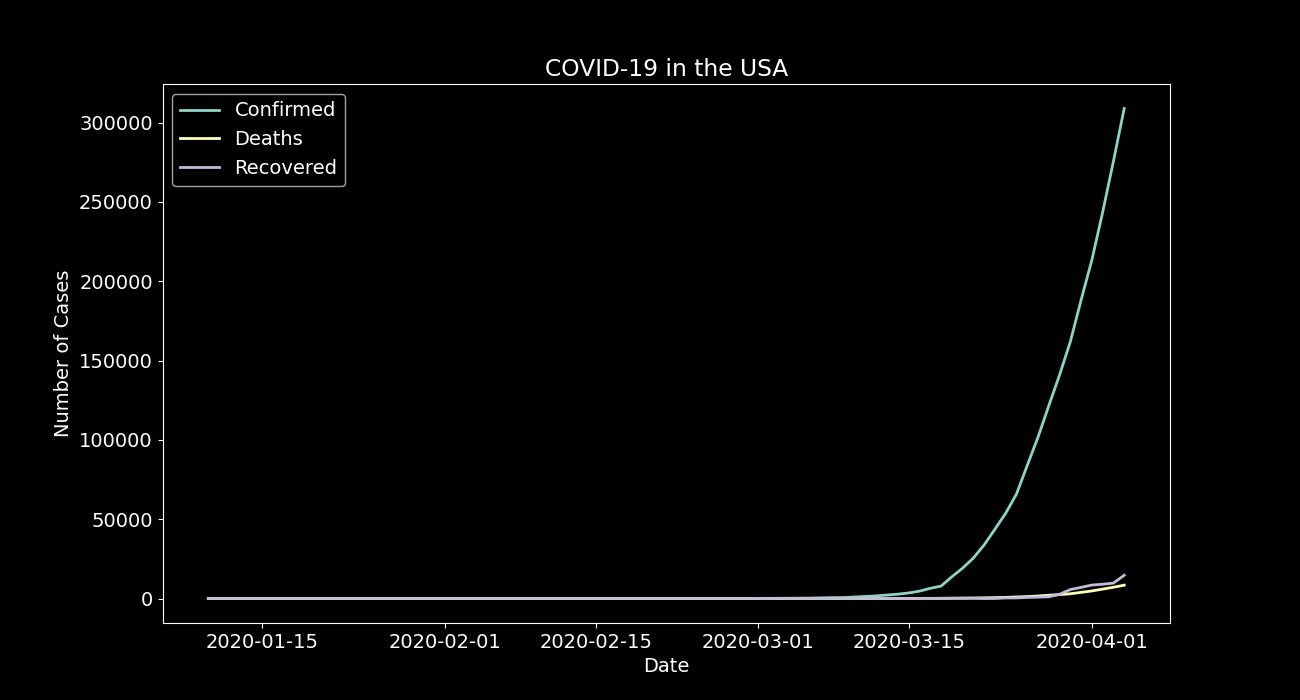 COVID-19 in the USA
Confirmed
Deaths
Recovered
300000
250000
200000
150000
100000
50000
0
Number of Cases
2020-01-15 2020-02-01 2020-02-15 2020-03-01 2020-03-15 2020-04-01
Date